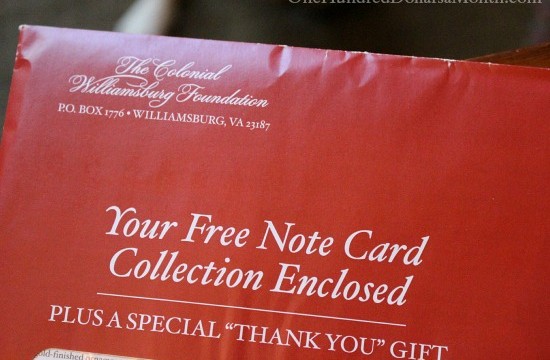 OneHundredDollarsaMonth.com
The Colonial
Williamsburg Foundation
P.O. BOX 1776 • WILLIAMSBURG, VA 23187
Your Free Note Card
Collection Enclosed
PLUS A SPECIAL “THANK YOU” GIFT